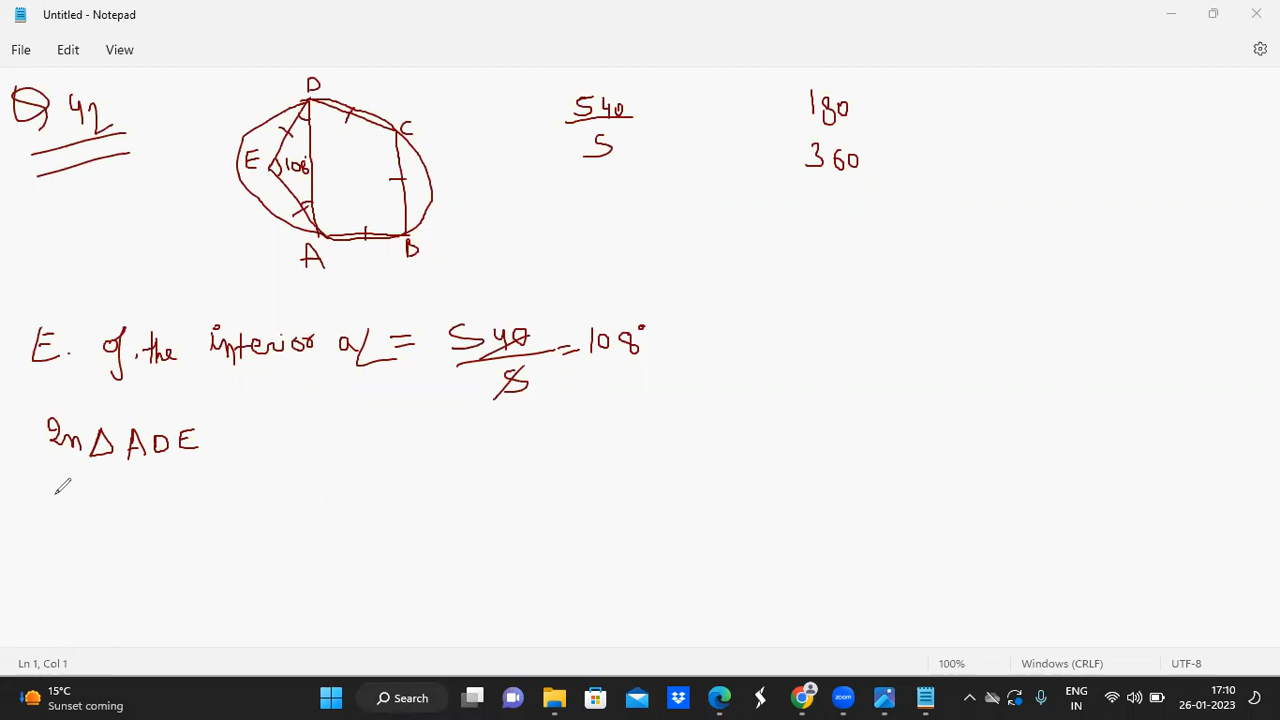 Untitled - Notepad
File Edit View
Q 42
D
C
E 108°
A
B
540
5
180
360
E. of the interior a∠ = 540/5 = 108°
In Δ ADE
Ln 1, Col 1
100%
Windows (CRLF)
UTF-8
15°C
Sunset coming
Search
zoom
ENG
IN
17:10
26-01-2023